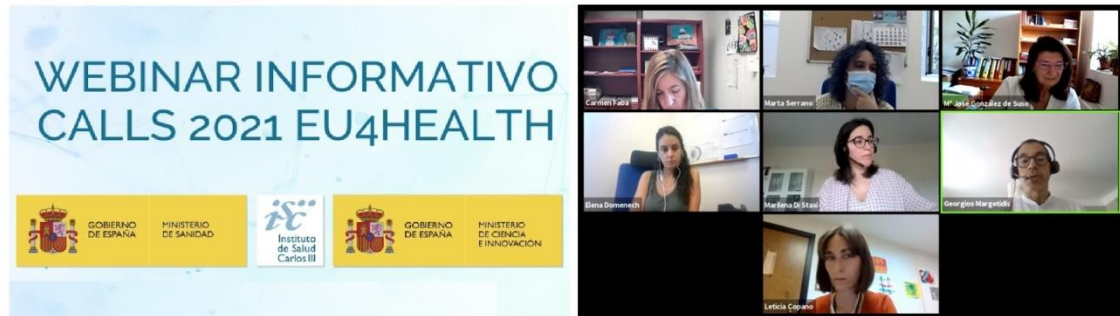 WEBINAR INFORMATIVO
CALLS 2021 EU4HEALTH
GOBIERNO
DE ESPAÑA
MINISTERIO
DE SANIDAD
isc
Instituto
de Salud
Carlos III
GOBIERNO
DE ESPAÑA
MINISTERIO
DE CIENCIA
E INNOVACIÓN
Carmen Faba
Marta Serrano
Mª José González de Suso
Elena Domenech
Marilena Di Stasi
Georgios Margetidis
Leticia Copano